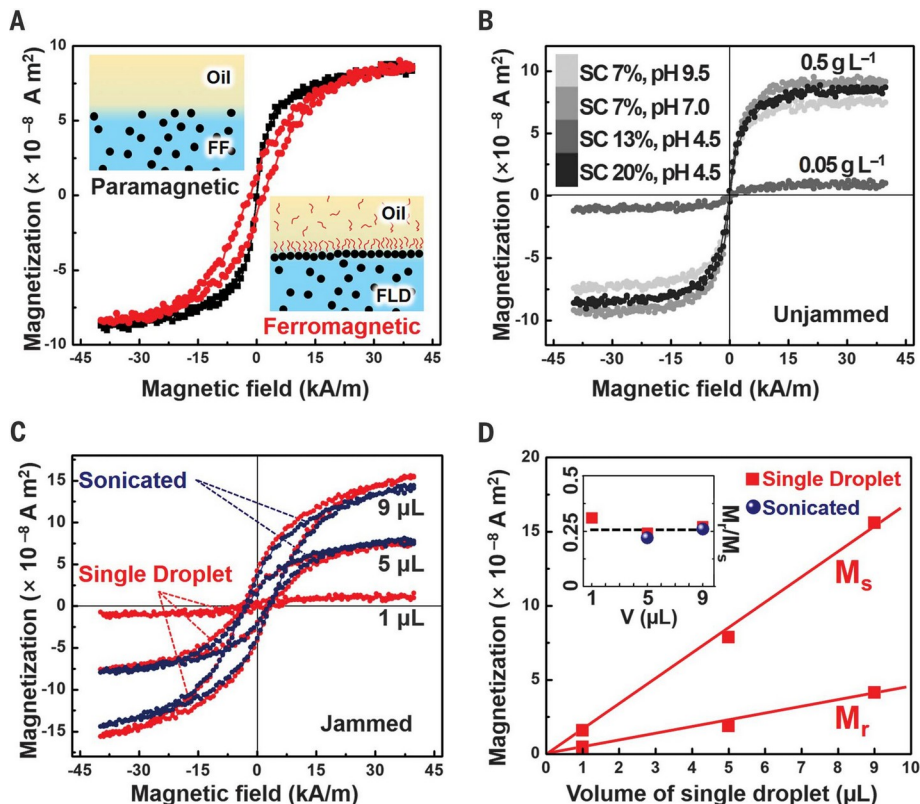 A
Magnetization (× 10⁻⁸ A m²)
10
5
0
-5
-10
Oil
FF
Paramagnetic
Oil
FLD
Ferromagnetic
-45 -30 -15 0 15 30 45
Magnetic field (kA/m)
B
Magnetization (× 10⁻⁸ A m²)
10
5
0
-5
-10
SC 7%, pH 9.5
SC 7%, pH 7.0
SC 13%, pH 4.5
SC 20%, pH 4.5
0.5 g L⁻¹
0.05 g L⁻¹
Unjammed
-45 -30 -15 0 15 30 45
Magnetic field (kA/m)
C
Magnetization (× 10⁻⁸ A m²)
15
10
5
0
-5
-10
-15
Sonicated
9 µL
5 µL
Single Droplet
1 µL
Jammed
-45 -30 -15 0 15 30 45
Magnetic field (kA/m)
D
Magnetization (× 10⁻⁸ A m²)
20
15
10
5
0
0.5
0.25
0
Mr/Ms
1 5 9
V (µL)
Single Droplet
Sonicated
Ms
Mr
0 1 2 3 4 5 6 7 8 9 10
Volume of single droplet (µL)